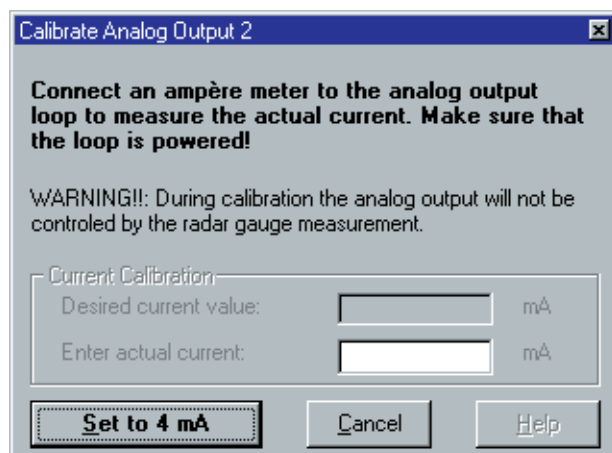 Calibrate Analog Output 2
Connect an ampère meter to the analog output
loop to measure the actual current. Make sure that
the loop is powered!
WARNING!!: During calibration the analog output will not be
controled by the radar gauge measurement.
Current Calibration
Desired current value: mA
Enter actual current: mA
Set to 4 mA Cancel Help